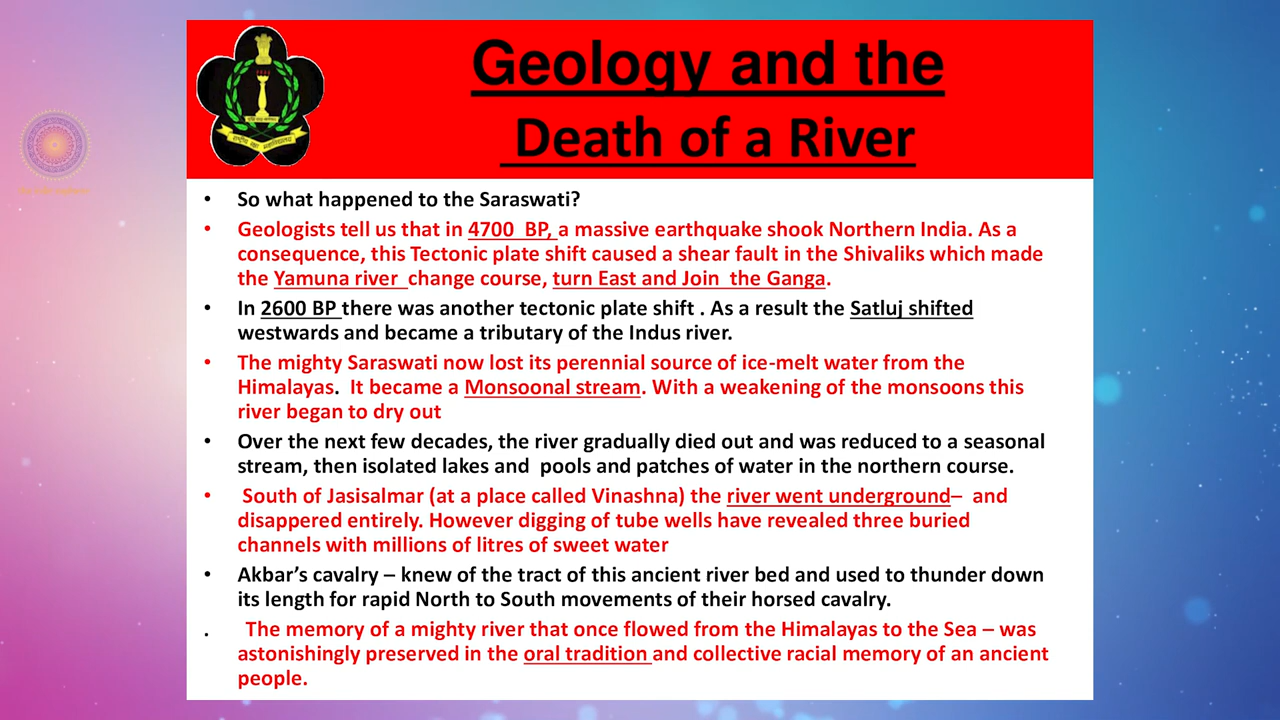 Geology and the
Death of a River
• So what happened to the Saraswati?
• Geologists tell us that in 4700 BP, a massive earthquake shook Northern India. As a
consequence, this Tectonic plate shift caused a shear fault in the Shivaliks which made
the Yamuna river change course, turn East and Join the Ganga.
• In 2600 BP there was another tectonic plate shift . As a result the Satluj shifted
westwards and became a tributary of the Indus river.
• The mighty Saraswati now lost its perennial source of ice-melt water from the
Himalayas. It became a Monsoonal stream. With a weakening of the monsoons this
river began to dry out
• Over the next few decades, the river gradually died out and was reduced to a seasonal
stream, then isolated lakes and pools and patches of water in the northern course.
• South of Jasisalmar (at a place called Vinashna) the river went underground– and
disappered entirely. However digging of tube wells have revealed three buried
channels with millions of litres of sweet water
• Akbar’s cavalry – knew of the tract of this ancient river bed and used to thunder down
its length for rapid North to South movements of their horsed cavalry.
. The memory of a mighty river that once flowed from the Himalayas to the Sea – was
astonishingly preserved in the oral tradition and collective racial memory of an ancient
people.